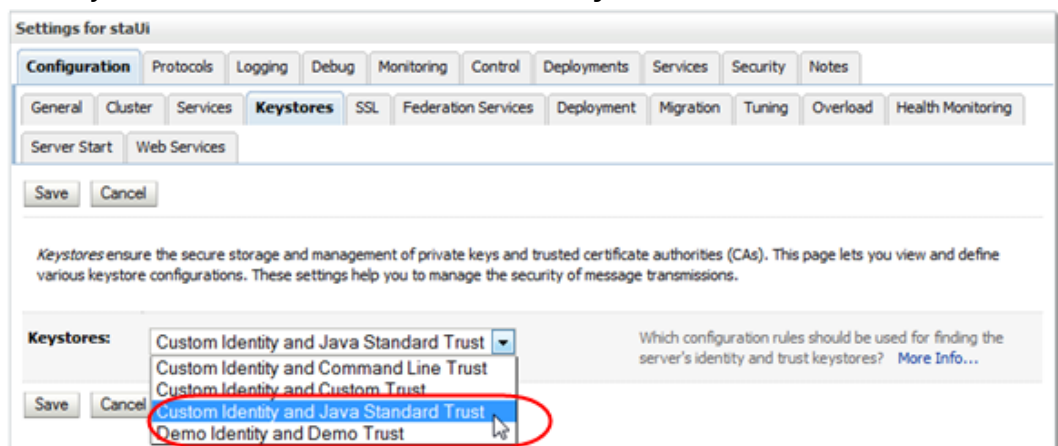 Settings for staUi
Configuration Protocols Logging Debug Monitoring Control Deployments Services Security Notes
General Cluster Services Keystores SSL Federation Services Deployment Migration Tuning Overload Health Monitoring
Server Start Web Services
Save Cancel
Keystores ensure the secure storage and management of private keys and trusted certificate authorities (CAs). This page lets you view and define
various keystore configurations. These settings help you to manage the security of message transmissions.
Keystores: Custom Identity and Java Standard Trust Which configuration rules should be used for finding the
server's identity and trust keystores? More Info...
Custom Identity and Command Line Trust
Custom Identity and Custom Trust
Save Cancel Custom Identity and Java Standard Trust
Demo Identity and Demo Trust